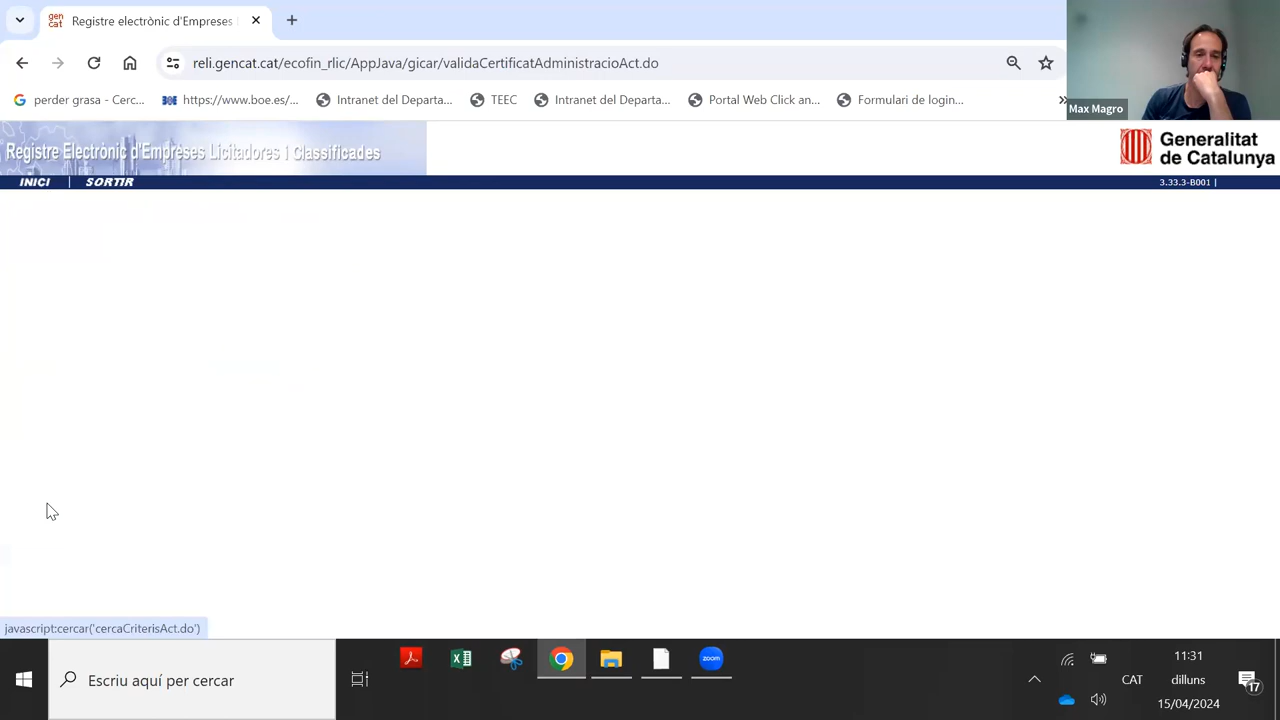 Registre electrònic d'Empreses
reli.gencat.cat/ecofin_rlic/AppJava/gicar/validaCertificatAdministracioAct.do
perder grasa - Cerc...
https://www.boe.es/...
Intranet del Departa...
TEEC
Intranet del Departa...
Portal Web Click an...
Formulari de login...
Max Magro
Registre Electrònic d'Empreses Licitadores i Classificades
gencat
Generalitat
de Catalunya
INICI | SORTIR
3.33.3-B001 |
javascript:cercar('cercaCriterisAct.do')
Escriu aquí per cercar
zoom
CAT
11:31
dilluns
15/04/2024
17